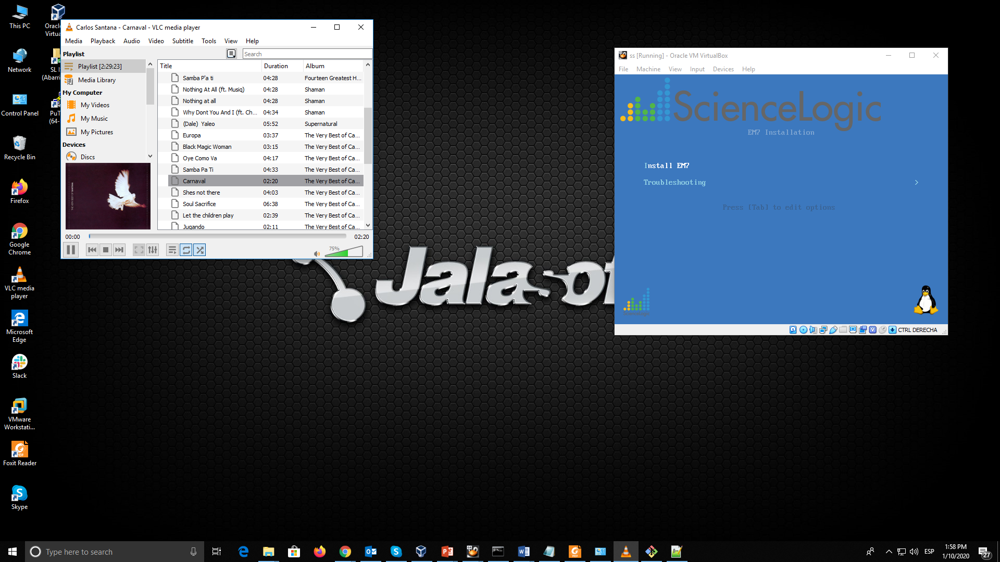 This PC
Network
Control Panel
Recycle Bin
Firefox
Google
Chrome
VLC media
player
Microsoft
Edge
Slack
VMware
Workstati...
Foxit Reader
Skype
Oracle
Virtua
SL I
(Abarri
PuT
(64-
Carlos Santana - Carnaval - VLC media player
Media Playback Audio Video Subtitle Tools View Help
Playlist
Search
Playlist [2:29:23]
Media Library
My Computer
My Videos
My Music
My Pictures
Devices
Discs
THE VERY BEST OF SANTANA
Title Duration Album
Samba P'a ti 04:28 Fourteen Greatest H...
Nothing At All (ft. Musiq) 04:28 Shaman
Nothing at all 04:28 Shaman
Why Dont You And I (ft. Ch... 04:34 Shaman
(Dale) Yaleo 05:52 Supernatural
Europa 03:37 The Very Best of Ca...
Black Magic Woman 03:15 The Very Best of Ca...
Oye Como Va 04:17 The Very Best of Ca...
Samba Pa Ti 04:33 The Very Best of Ca...
Carnaval 02:20 The Very Best of Ca...
Shes not there 04:03 The Very Best of Ca...
Soul Sacrifice 06:38 The Very Best of Ca...
Let the children play 02:39 The Very Best of Ca...
Jugando 02:11 The Very Best of Ca...
00:00 02:20
75%
Jala
ss [Running] - Oracle VM VirtualBox
File Machine View Input Devices Help
ScienceLogic
EM7 Installation
Install EM7
Troubleshooting >
Press [Tab] to edit options
ScienceLogic
CTRL DERECHA
Type here to search
ESP
1:58 PM
1/10/2020
27